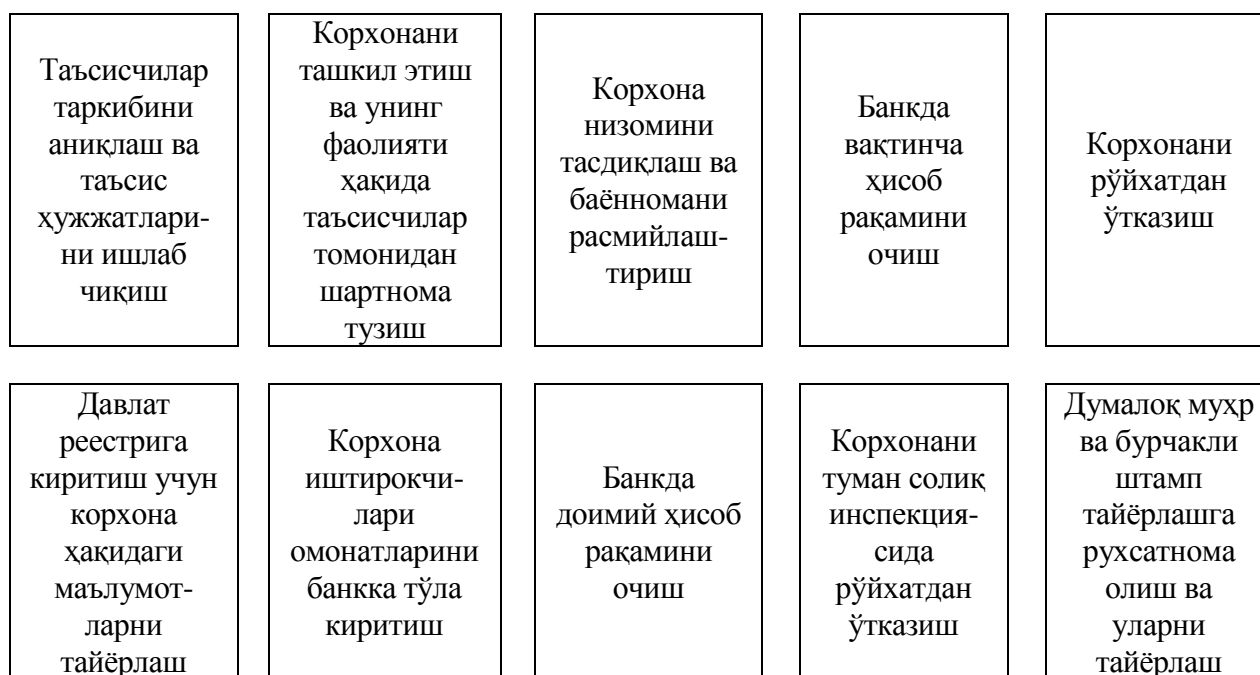 Таъсисчилар
таркибини
аниқлаш ва
таъсис
ҳужжатлари-
ни ишлаб
чиқиш
Корхонани
ташкил этиш
ва унинг
фаолияти
ҳақида
таъсисчилар
томонидан
шартнома
тузиш
Корхона
низомини
тасдиқлаш ва
баённомани
расмийлаш-
тириш
Банкда
вақтинча
ҳисоб
рақамини
очиш
Корхонани
рўйхатдан
ўтказиш
Давлат
реестрига
киритиш учун
корхона
ҳақидаги
маълумот-
ларни
тайёрлаш
Корхона
иштирокчи-
лари
омонатларини
банкка тўла
киритиш
Банкда
доимий ҳисоб
рақамини
очиш
Корхонани
туман солиқ
инспекция-
сида
рўйхатдан
ўтказиш
Думалоқ муҳр
ва бурчакли
штамп
тайёрлашга
рухсатнома
олиш ва
уларни
тайёрлаш